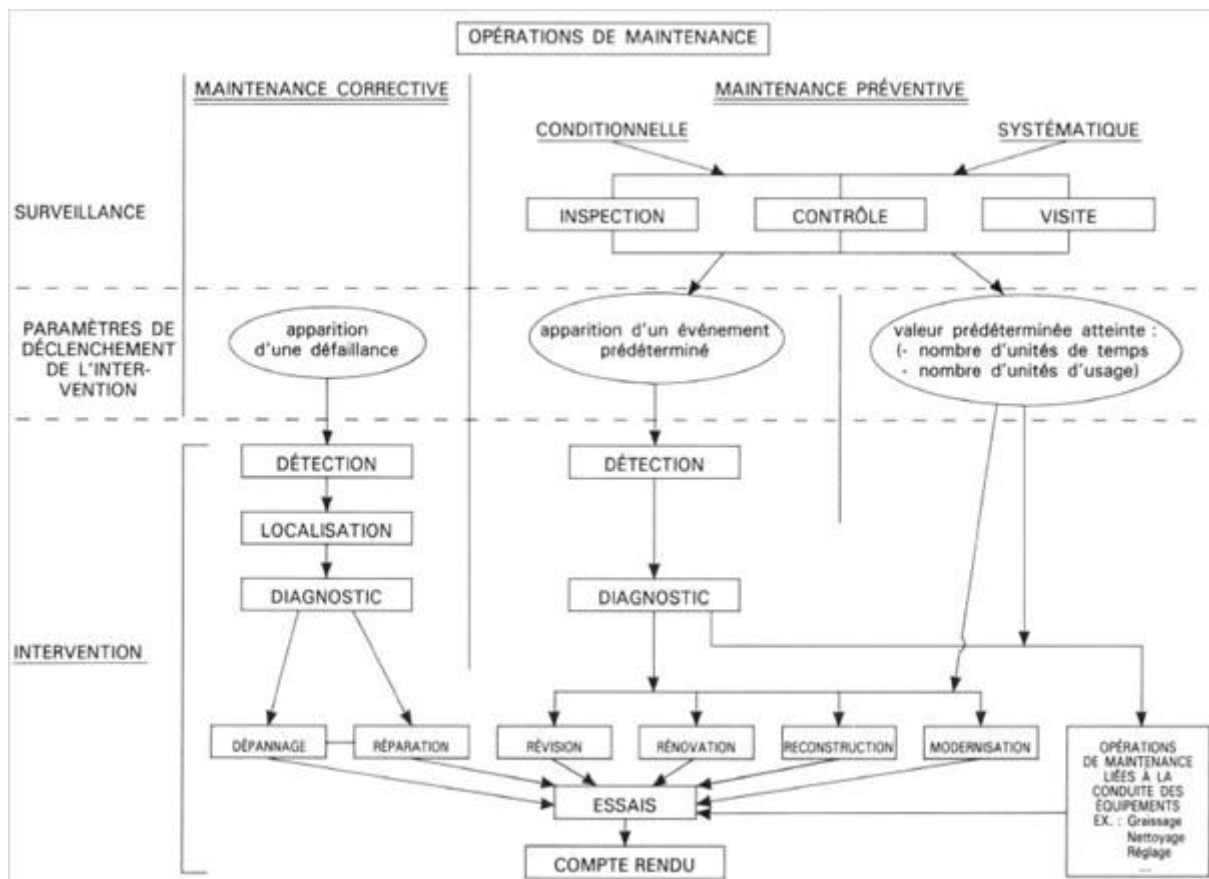 OPÉRATIONS DE MAINTENANCE
MAINTENANCE CORRECTIVE
MAINTENANCE PRÉVENTIVE
CONDITIONNELLE
SYSTÉMATIQUE
SURVEILLANCE
INSPECTION
CONTRÔLE
VISITE
PARAMÈTRES DE
DÉCLENCHEMENT
DE L'INTER-
VENTION
apparition
d'une défaillance
apparition d'un événement
prédéterminé
valeur prédéterminée atteinte :
(- nombre d'unités de temps
- nombre d'unités d'usage)
DÉTECTION
DÉTECTION
LOCALISATION
DIAGNOSTIC
DIAGNOSTIC
INTERVENTION
DÉPANNAGE
RÉPARATION
RÉVISION
RÉNOVATION
RECONSTRUCTION
MODERNISATION
OPÉRATIONS
DE MAINTENANCE
LIÉES À LA
CONDUITE DES
ÉQUIPEMENTS
EX. : Graissage
Nettoyage
Réglage
...
ESSAIS
COMPTE RENDU